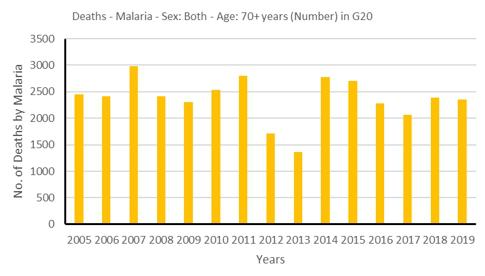 Deaths - Malaria - Sex: Both - Age: 70+ years (Number) in G20
3500
3000
2500
2000
1500
1000
500
0
No. of Deaths by Malaria
2005 2006 2007 2008 2009 2010 2011 2012 2013 2014 2015 2016 2017 2018 2019
Years